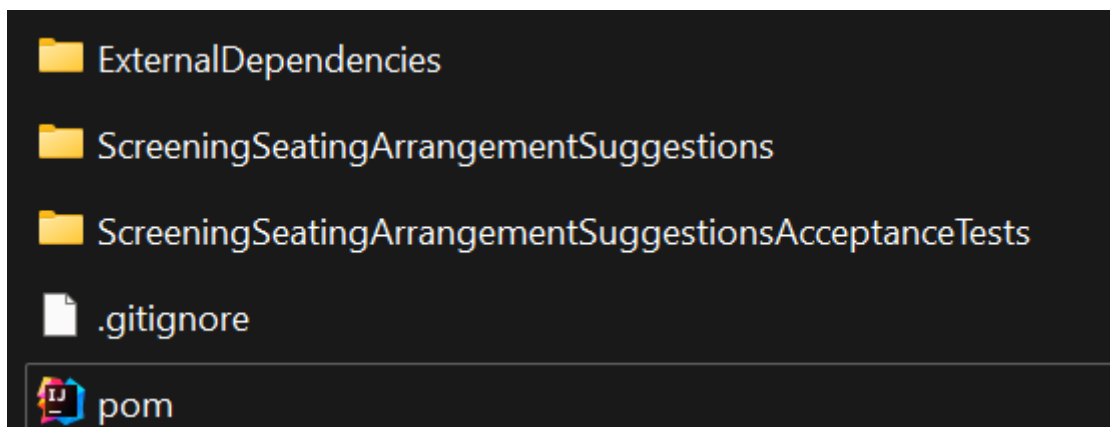 ExternalDependencies
ScreeningSeatingArrangementSuggestions
ScreeningSeatingArrangementSuggestionsAcceptanceTests
.gitignore
IJ
pom